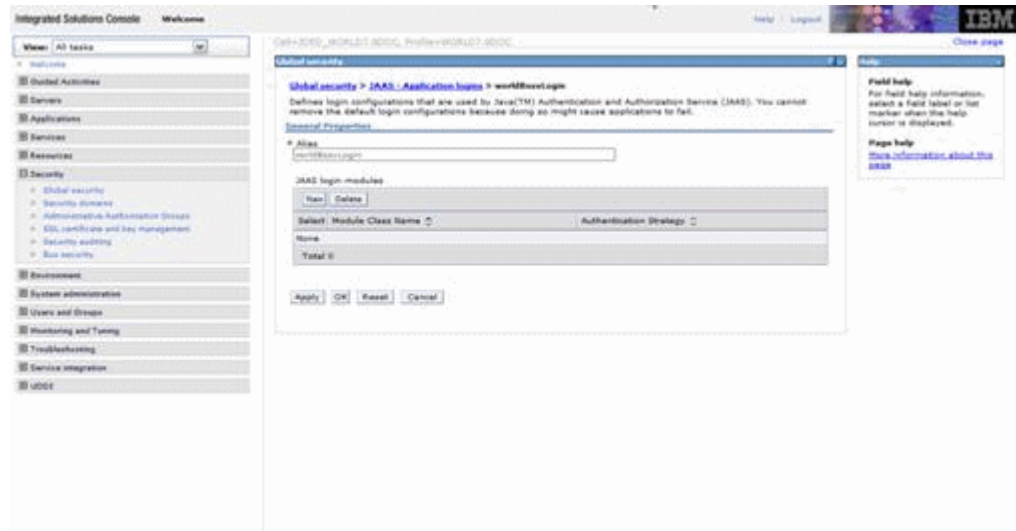 Integrated Solutions Console Welcome
Help Logout
IBM
View: All tasks
Welcome
Guided Activities
Servers
Applications
Services
Resources
Security
Global security
Security domains
Administrative Authorization Groups
SSL certificate and key management
Security auditing
Bus security
Environment
System administration
Users and Groups
Monitoring and Tuning
Troubleshooting
Service integration
UDDI
Close page
Global security
Global security > JAAS - Application logins >
Defines login configurations that are used by Java(TM) Authentication and Authorization Service (JAAS). You cannot
remove the default login configurations because doing so might cause applications to fail.
General Properties
* Alias
JAAS login modules
New Delete
Select Module Class Name Authentication Strategy
None
Total 0
Apply OK Reset Cancel
Help
Field help
For field help information,
select a field label or list
marker when the help
cursor is displayed.
Page help
More information about this
page